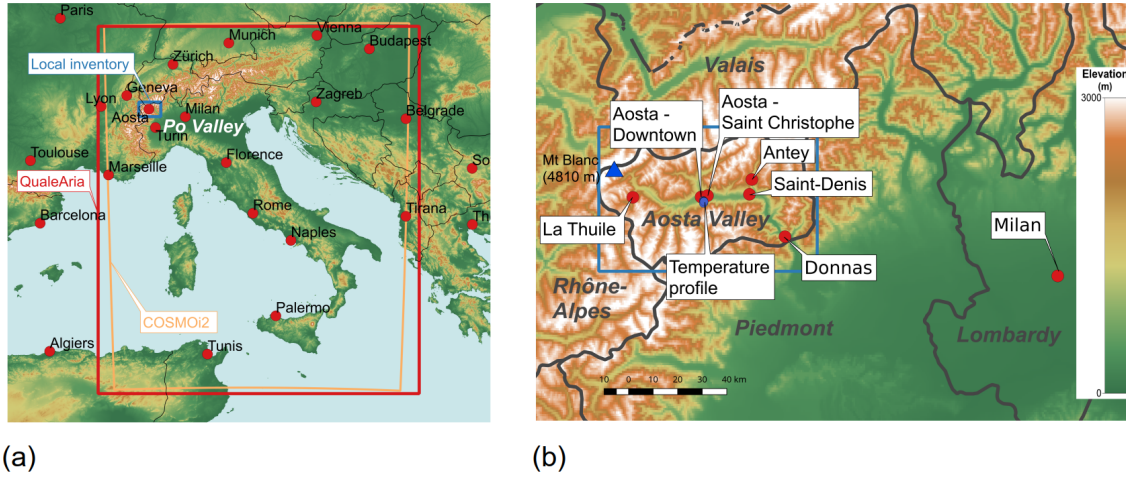 Paris
Munich
Vienna
Budapest
Zürich
Local inventory
Geneva
Lyon
Zagreb
Aosta
Milan
Belgrade
Po Valley
Turin
Toulouse
Florence
Marseille
So
QualeAria
Barcelona
Rome
Tirana
Th
Naples
COSMOi2
Palermo
Algiers
Tunis
(a)
Valais
Elevation
(m)
3000
0
Aosta -
Downtown
Aosta -
Saint Christophe
Mt Blanc
(4810 m)
Antey
Saint-Denis
La Thuile
Aosta Valley
Milan
Temperature
profile
Donnas
Rhône-
Alpes
Piedmont
Lombardy
10 0 10 20 30 40 km
(b)